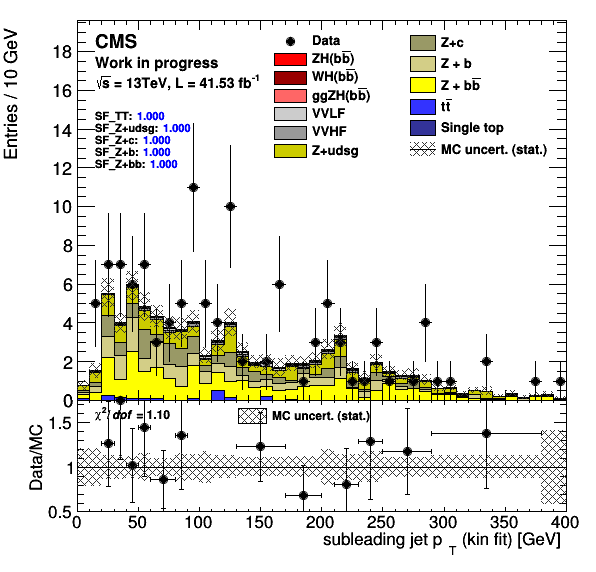 CMS
Work in progress
√s = 13TeV, L = 41.53 fb⁻¹
SF_TT: 1.000
SF_Z+udsg: 1.000
SF_Z+c: 1.000
SF_Z+b: 1.000
SF_Z+bb: 1.000
Data
ZH(bb̅)
WH(bb̅)
ggZH(bb̅)
VVLF
VVHF
Z+udsg
Z+c
Z + b
Z + bb̅
tt̅
Single top
MC uncert. (stat.)
Entries / 10 GeV
18
16
14
12
10
8
6
4
2
0
χ²/dof = 1.10
MC uncert. (stat.)
Data/MC
1.5
1
0.5
0 50 100 150 200 250 300 350 400
subleading jet p_T (kin fit) [GeV]